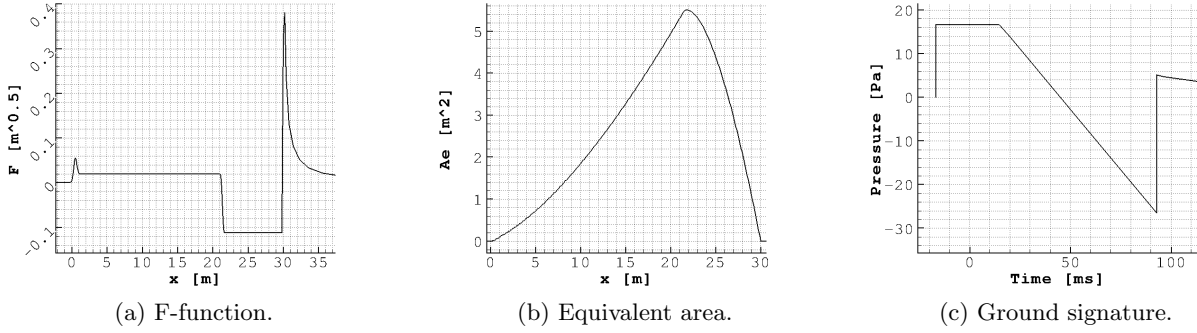 0.4
0.3
0.2
0.1
0
-0.1
F [m^0.5]
0 5 10 15 20 25 30 35
x [m]
(a) F-function.
5
4
3
2
1
0
Ae [m^2]
0 5 10 15 20 25 30
x [m]
(b) Equivalent area.
20
10
0
-10
-20
-30
Pressure [Pa]
0 50 100
Time [ms]
(c) Ground signature.